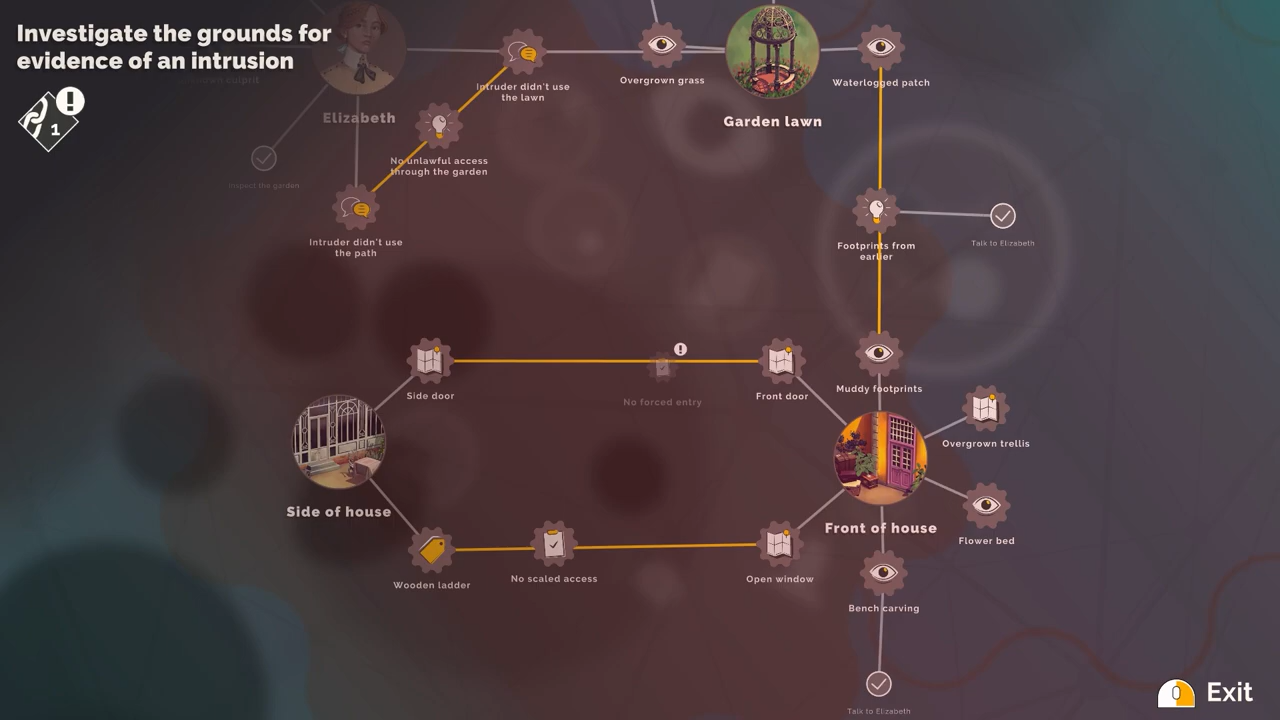 Investigate the grounds for
evidence of an intrusion
1
Elizabeth
Inspect the garden
Intruder didn't use
the lawn
No unlawful access
through the garden
Intruder didn't use
the path
Overgrown grass
Garden lawn
Waterlogged patch
Footprints from
earlier
Talk to Elizabeth
Muddy footprints
Side door
No forced entry
Front door
Overgrown trellis
Side of house
Front of house
Flower bed
Wooden ladder
No scaled access
Open window
Bench carving
Talk to Elizabeth
Exit